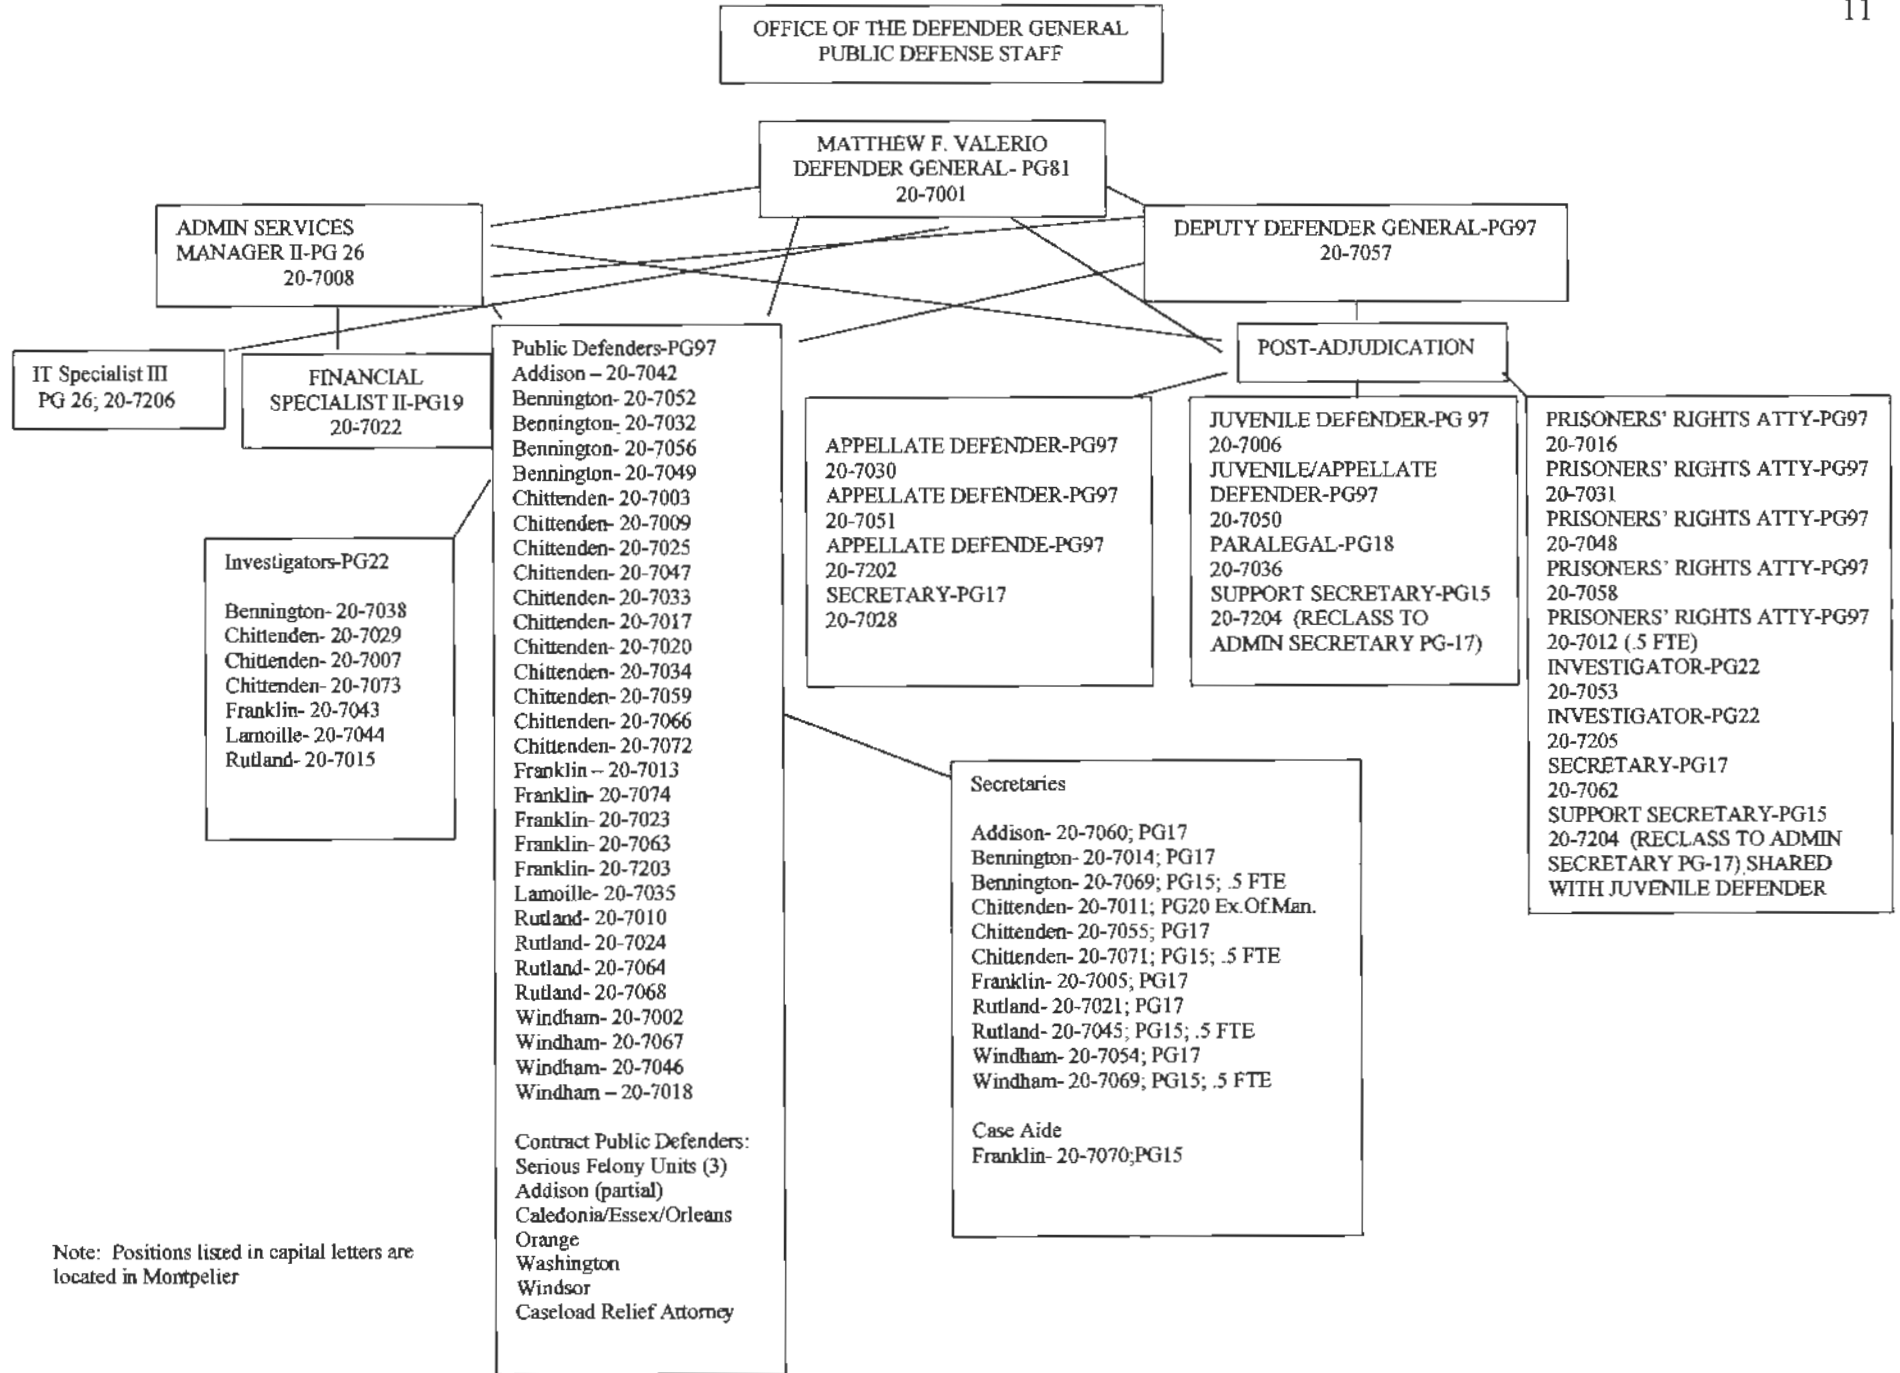 11
OFFICE OF THE DEFENDER GENERAL
PUBLIC DEFENSE STAFF
MATTHEW F. VALERIO
DEFENDER GENERAL- PG81
20-7001
ADMIN SERVICES
MANAGER II-PG 26
20-7008
DEPUTY DEFENDER GENERAL-PG97
20-7057
IT Specialist III
PG 26; 20-7206
FINANCIAL
SPECIALIST II-PG19
20-7022
Public Defenders-PG97
Addison – 20-7042
Bennington- 20-7052
Bennington- 20-7032
Bennington- 20-7056
Bennington- 20-7049
Chittenden- 20-7003
Chittenden- 20-7009
Chittenden- 20-7025
Chittenden- 20-7047
Chittenden- 20-7033
Chittenden- 20-7017
Chittenden- 20-7020
Chittenden- 20-7034
Chittenden- 20-7059
Chittenden- 20-7066
Chittenden- 20-7072
Franklin – 20-7013
Franklin- 20-7074
Franklin- 20-7023
Franklin- 20-7063
Franklin- 20-7203
Lamoille- 20-7035
Rutland- 20-7010
Rutland- 20-7024
Rutland- 20-7064
Rutland- 20-7068
Windham- 20-7002
Windham- 20-7067
Windham- 20-7046
Windham – 20-7018
Contract Public Defenders:
Serious Felony Units (3)
Addison (partial)
Caledonia/Essex/Orleans
Orange
Washington
Windsor
Caseload Relief Attorney
POST-ADJUDICATION
APPELLATE DEFENDER-PG97
20-7030
APPELLATE DEFENDER-PG97
20-7051
APPELLATE DEFENDE-PG97
20-7202
SECRETARY-PG17
20-7028
JUVENILE DEFENDER-PG 97
20-7006
JUVENILE/APPELLATE
DEFENDER-PG97
20-7050
PARALEGAL-PG18
20-7036
SUPPORT SECRETARY-PG15
20-7204 (RECLASS TO
ADMIN SECRETARY PG-17)
PRISONERS' RIGHTS ATTY-PG97
20-7016
PRISONERS' RIGHTS ATTY-PG97
20-7031
PRISONERS' RIGHTS ATTY-PG97
20-7048
PRISONERS' RIGHTS ATTY-PG97
20-7058
PRISONERS' RIGHTS ATTY-PG97
20-7012 (.5 FTE)
INVESTIGATOR-PG22
20-7053
INVESTIGATOR-PG22
20-7205
SECRETARY-PG17
20-7062
SUPPORT SECRETARY-PG15
20-7204 (RECLASS TO ADMIN
SECRETARY PG-17) SHARED
WITH JUVENILE DEFENDER
Investigators-PG22
Bennington- 20-7038
Chittenden- 20-7029
Chittenden- 20-7007
Chittenden- 20-7073
Franklin- 20-7043
Lamoille- 20-7044
Rutland- 20-7015
Secretaries
Addison- 20-7060; PG17
Bennington- 20-7014; PG17
Bennington- 20-7069; PG15; .5 FTE
Chittenden- 20-7011; PG20 Ex.Of.Man.
Chittenden- 20-7055; PG17
Chittenden- 20-7071; PG15; .5 FTE
Franklin- 20-7005; PG17
Rutland- 20-7021; PG17
Rutland- 20-7045; PG15; .5 FTE
Windham- 20-7054; PG17
Windham- 20-7069; PG15; .5 FTE
Case Aide
Franklin- 20-7070;PG15
Note: Positions listed in capital letters are
located in Montpelier